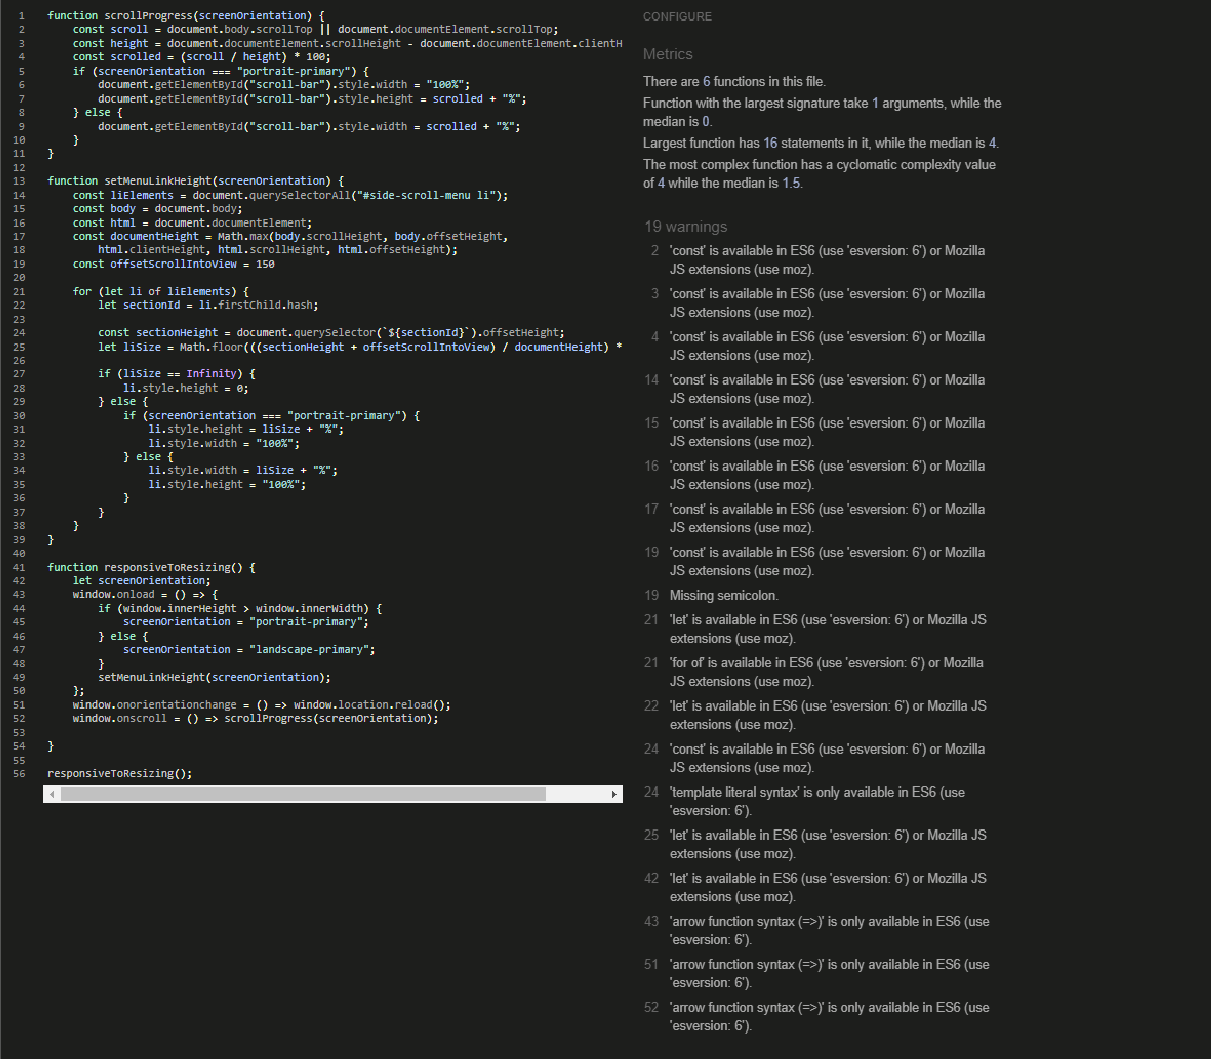 1 function scrollProgress(screenOrientation) {
2 const scroll = document.body.scrollTop || document.documentElement.scrollTop;
3 const height = document.documentElement.scrollHeight - document.documentElement.clientH
4 const scrolled = (scroll / height) * 100;
5 if (screenOrientation === "portrait-primary") {
6 document.getElementById("scroll-bar").style.width = "100%";
7 document.getElementById("scroll-bar").style.height = scrolled + "%";
8 } else {
9 document.getElementById("scroll-bar").style.width = scrolled + "%";
10 }
11 }
12
13 function setMenuLinkHeight(screenOrientation) {
14 const liElements = document.querySelectorAll("#side-scroll-menu li");
15 const body = document.body;
16 const html = document.documentElement;
17 const documentHeight = Math.max(body.scrollHeight, body.offsetHeight,
18 html.clientHeight, html.scrollHeight, html.offsetHeight);
19 const offsetScrollIntoView = 150
20
21 for (let li of liElements) {
22 let sectionId = li.firstChild.hash;
23
24 const sectionHeight = document.querySelector(`${sectionId}`).offsetHeight;
25 let liSize = Math.floor(((sectionHeight + offsetScrollIntoView) / documentHeight) *
26
27 if (liSize == Infinity) {
28 li.style.height = 0;
29 } else {
30 if (screenOrientation === "portrait-primary") {
31 li.style.height = liSize + "%";
32 li.style.width = "100%";
33 } else {
34 li.style.width = liSize + "%";
35 li.style.height = "100%";
36 }
37 }
38 }
39 }
40
41 function responsiveToResizing() {
42 let screenOrientation;
43 window.onload = () => {
44 if (window.innerHeight > window.innerWidth) {
45 screenOrientation = "portrait-primary";
46 } else {
47 screenOrientation = "landscape-primary";
48 }
49 setMenuLinkHeight(screenOrientation);
50 };
51 window.onorientationchange = () => window.location.reload();
52 window.onscroll = () => scrollProgress(screenOrientation);
53
54 }
55
56 responsiveToResizing();
CONFIGURE
Metrics
There are 6 functions in this file.
Function with the largest signature take 1 arguments, while the
median is 0.
Largest function has 16 statements in it, while the median is 4.
The most complex function has a cyclomatic complexity value
of 4 while the median is 1.5.
19 warnings
2 'const' is available in ES6 (use 'esversion: 6') or Mozilla
JS extensions (use moz).
3 'const' is available in ES6 (use 'esversion: 6') or Mozilla
JS extensions (use moz).
4 'const' is available in ES6 (use 'esversion: 6') or Mozilla
JS extensions (use moz).
14 'const' is available in ES6 (use 'esversion: 6') or Mozilla
JS extensions (use moz).
15 'const' is available in ES6 (use 'esversion: 6') or Mozilla
JS extensions (use moz).
16 'const' is available in ES6 (use 'esversion: 6') or Mozilla
JS extensions (use moz).
17 'const' is available in ES6 (use 'esversion: 6') or Mozilla
JS extensions (use moz).
19 'const' is available in ES6 (use 'esversion: 6') or Mozilla
JS extensions (use moz).
19 Missing semicolon.
21 'let' is available in ES6 (use 'esversion: 6') or Mozilla JS
extensions (use moz).
21 'for of' is available in ES6 (use 'esversion: 6') or Mozilla
JS extensions (use moz).
22 'let' is available in ES6 (use 'esversion: 6') or Mozilla JS
extensions (use moz).
24 'const' is available in ES6 (use 'esversion: 6') or Mozilla
JS extensions (use moz).
24 'template literal syntax' is only available in ES6 (use
'esversion: 6').
25 'let' is available in ES6 (use 'esversion: 6') or Mozilla JS
extensions (use moz).
42 'let' is available in ES6 (use 'esversion: 6') or Mozilla JS
extensions (use moz).
43 'arrow function syntax (=>)' is only available in ES6 (use
'esversion: 6').
51 'arrow function syntax (=>)' is only available in ES6 (use
'esversion: 6').
52 'arrow function syntax (=>)' is only available in ES6 (use
'esversion: 6').